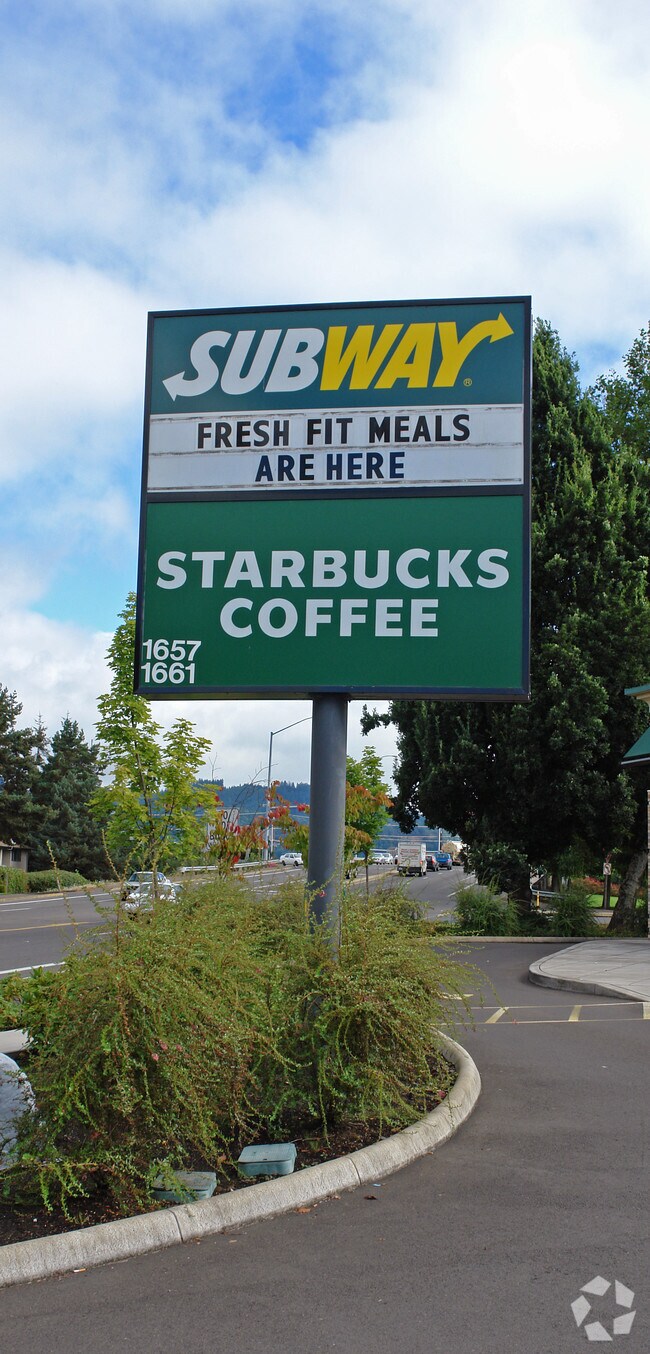 SUBWAY®
FRESH FIT MEALS
ARE HERE
STARBUCKS
COFFEE
1657
1661